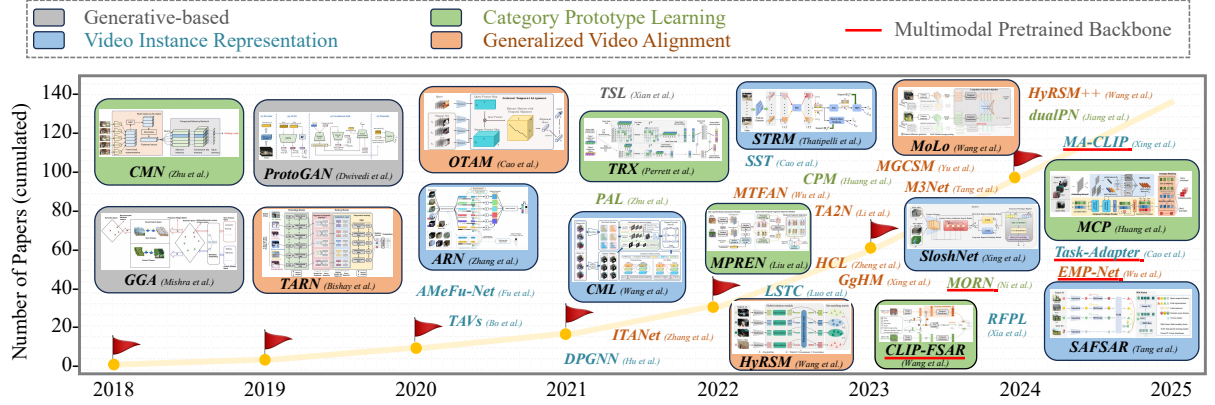 Generative-based
Category Prototype Learning
Multimodal Pretrained Backbone
Video Instance Representation
Generalized Video Alignment
Number of Papers (cumulated)
140
120
100
80
60
40
20
0
CMN (Zhu et al.)
GGA (Mishra et al.)
ProtoGAN (Dwivedi et al.)
TARN (Bishay et al.)
OTAM (Cao et al.)
ARN (Zhang et al.)
AMeFu-Net (Fu et al.)
TAVs (Bo et al.)
TSL (Xian et al.)
TRX (Perrett et al.)
PAL (Zhu et al.)
CML (Wang et al.)
ITANet (Zhang et al.)
DPGNN (Hu et al.)
STRM (Thatipelli et al.)
SST (Cao et al.)
CPM (Huang et al.)
MTFAN (Wu et al.)
TA2N (Li et al.)
MPREN (Liu et al.)
HCL (Zheng et al.)
LSTC (Luo et al.)
GgHM (Xing et al.)
HyRSM (Wang et al.)
MoLo (Wang et al.)
MGCSM (Yu et al.)
M3Net (Tang et al.)
SloshNet (Xing et al.)
MORN (Ni et al.)
CLIP-FSAR
(Wang et al.)
RFPL
(Xia et al.)
HyRSM++ (Wang et al.)
dualPN (Jiang et al.)
MA-CLIP (Xing et al.)
MCP (Huang et al.)
Task-Adapter (Cao et al.)
EMP-Net (Wu et al.)
SAFSAR (Tang et al.)
2018
2019
2020
2021
2022
2023
2024
2025